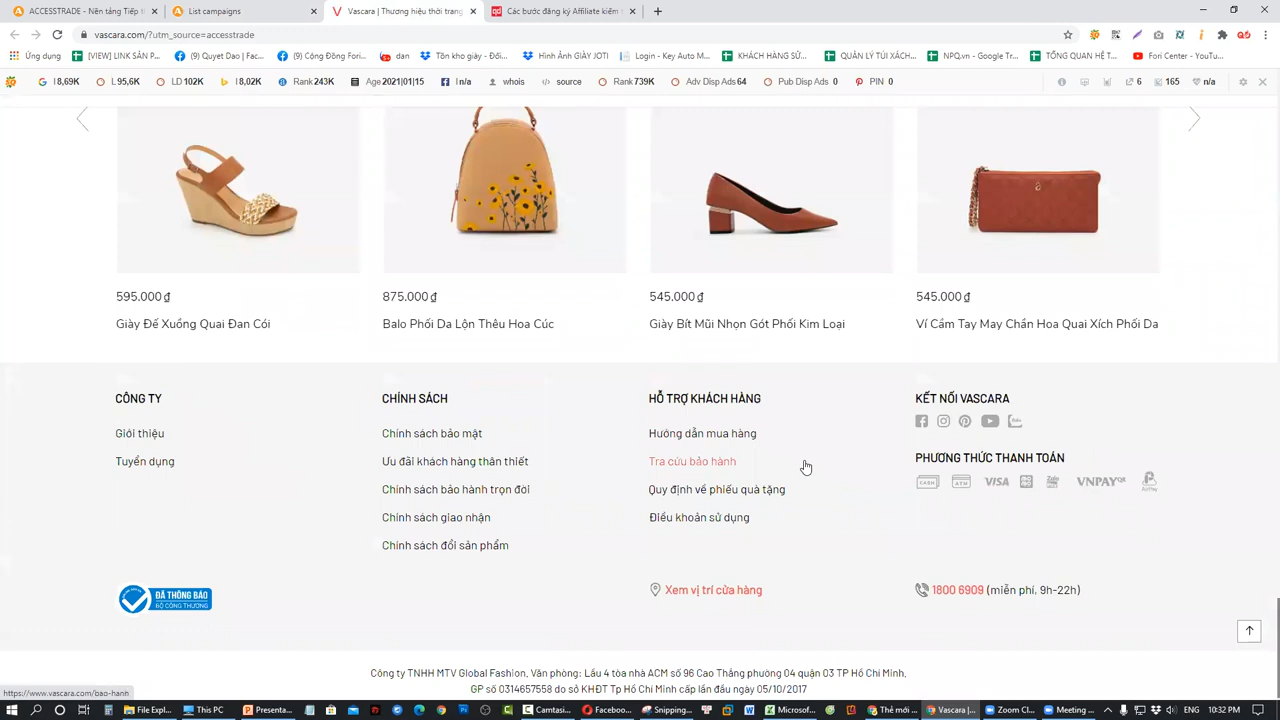 ACCESSTRADE - Nền tảng Tiếp t
List campaigns
Vascara | Thương hiệu thời trang
Các bước đăng ký Affiliate kiếm t
vascara.com/?utm_source=accesstrade
Ứng dụng
[VIEW] LINK SẢN P...
(9) Quyet Dao | Fac...
(9) Cộng Đồng Fori...
dan
Tồn kho giày - Đối...
Hình Ảnh GIÀY JOTI
Login - Key Auto M...
KHÁCH HÀNG SỬ...
QUẢN LÝ TÚI XÁCH...
NPQ.vn - Google Tr...
TỔNG QUAN HỆ T...
Fori Center - YouTu...
I 8,69K
L 95,6K
LD 102K
I 8,02K
Rank 243K
Age 2021|01|15
I n/a
whois
source
Rank 739K
Adv Disp Ads 64
Pub Disp Ads 0
PIN 0
6
165
n/a
595.000 ₫
875.000 ₫
545.000 ₫
545.000 ₫
Giày Đế Xuồng Quai Đan Cói
Balo Phối Da Lộn Thêu Hoa Cúc
Giày Bít Mũi Nhọn Gót Phối Kim Loại
Ví Cầm Tay May Chần Hoa Quai Xích Phối Da
CÔNG TY
Giới thiệu
Tuyển dụng
CHÍNH SÁCH
Chính sách bảo mật
Ưu đãi khách hàng thân thiết
Chính sách bảo hành trọn đời
Chính sách giao nhận
Chính sách đổi sản phẩm
HỖ TRỢ KHÁCH HÀNG
Hướng dẫn mua hàng
Tra cứu bảo hành
Quy định về phiếu quà tặng
Điều khoản sử dụng
KẾT NỐI VASCARA
Zalo
PHƯƠNG THỨC THANH TOÁN
CASH
ATM
VISA
VNPAY QR
AirPay
ĐÃ THÔNG BÁO
BỘ CÔNG THƯƠNG
Xem vị trí cửa hàng
1800 6909 (miễn phí, 9h-22h)
Công ty TNHH MTV Global Fashion, Văn phòng: Lầu 4 tòa nhà ACM số 96 Cao Thắng phường 04 quận 03 TP Hồ Chí Minh.
GP số 0314657558 do sở KHĐT Tp Hồ Chí Minh cấp lần đầu ngày 05/10/2017
https://www.vascara.com/bao-hanh
File Expl...
This PC
Presenta...
Camtasi...
Faceboo...
Snipping...
Microsof...
Thẻ mới ...
Vascara |...
Zoom Cl...
Meeting ...
ENG
10:32 PM